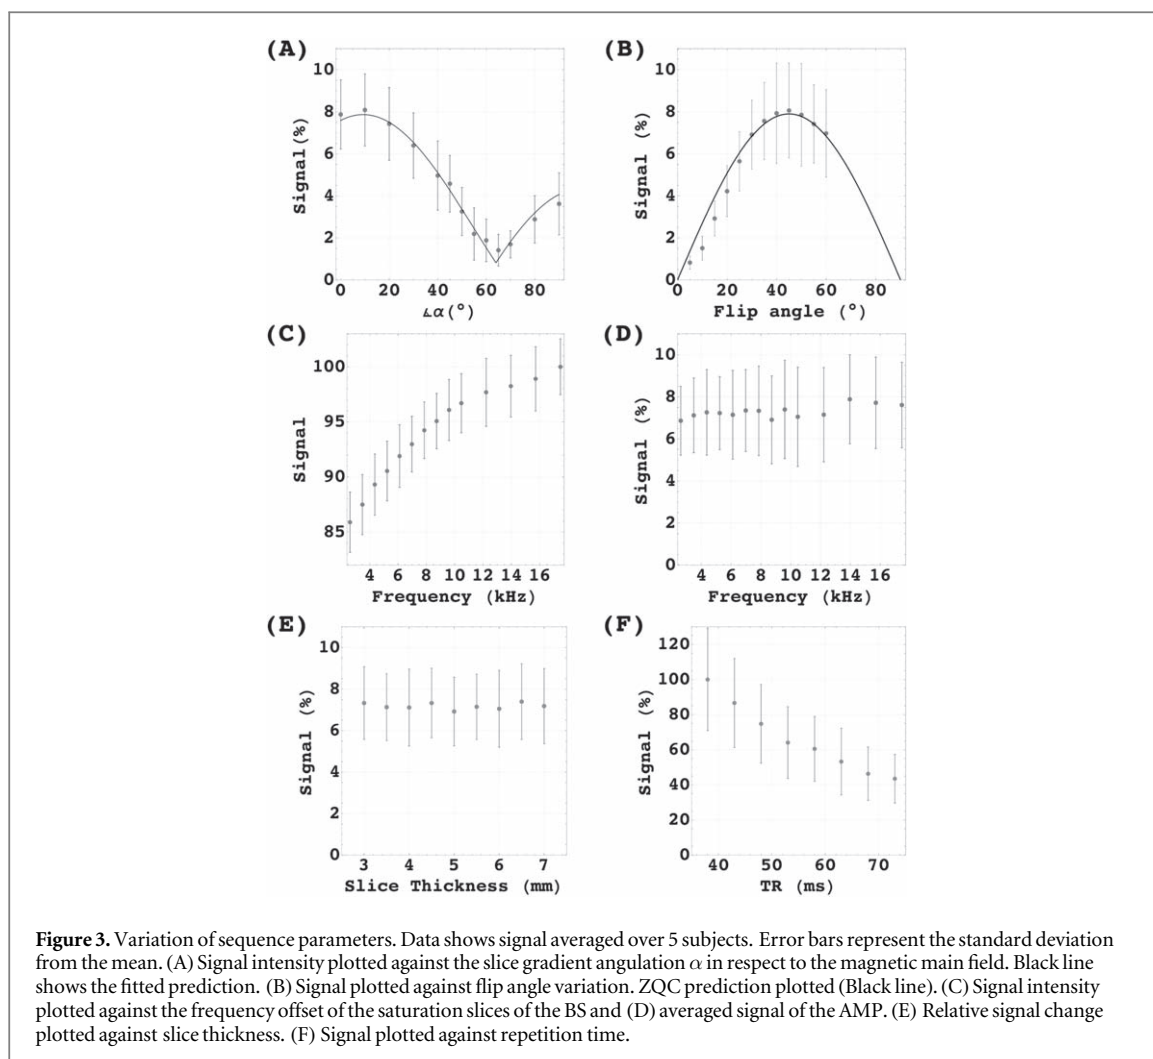 (A)
10
8
6
4
2
0
Signal(%)
0 20 40 60 80
∠α(°)
(B)
10
8
6
4
2
0
Signal (%)
0 20 40 60 80
Flip angle (°)
(C)
100
95
90
85
Signal
4 6 8 10 12 14 16
Frequency (kHz)
(D)
10
8
6
4
2
0
Signal (%)
4 6 8 10 12 14 16
Frequency (kHz)
(E)
10
8
6
4
2
0
Signal (%)
3 4 5 6 7
Slice Thickness (mm)
(F)
120
100
80
60
40
20
0
Signal (%)
40 50 60 70
TR (ms)
Figure 3. Variation of sequence parameters. Data shows signal averaged over 5 subjects. Error bars represent the standard deviation
from the mean. (A) Signal intensity plotted against the slice gradient angulation α in respect to the magnetic main field. Black line
shows the fitted prediction. (B) Signal plotted against flip angle variation. ZQC prediction plotted (Black line). (C) Signal intensity
plotted against the frequency offset of the saturation slices of the BS and (D) averaged signal of the AMP. (E) Relative signal change
plotted against slice thickness. (F) Signal plotted against repetition time.